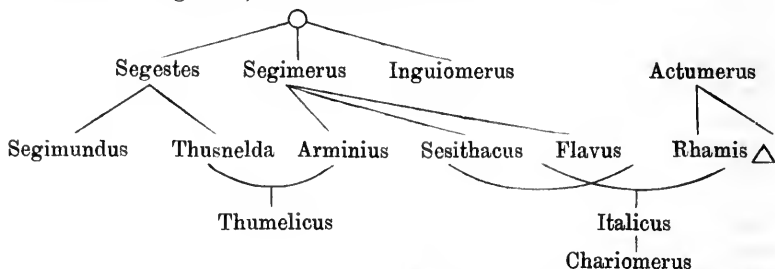 Segestes Segimerus Inguiomerus Actumerus
Segimundus Thusnelda Arminius Sesithacus Flavus Rhamis
Thumelicus Italicus
Chariomerus